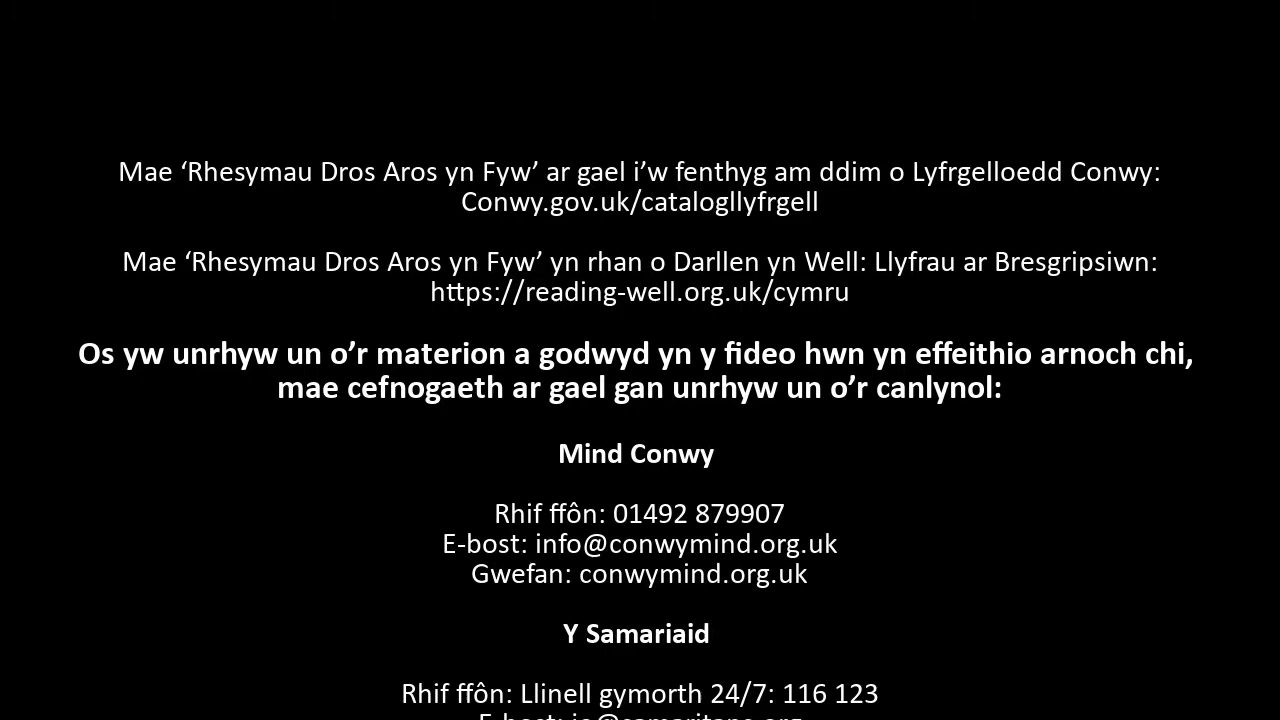 Mae ‘Rhesymau Dros Aros yn Fyw’ ar gael i’w fenthyg am ddim o Lyfrgelloedd Conwy:
Conwy.gov.uk/catalogllyfrgell
Mae ‘Rhesymau Dros Aros yn Fyw’ yn rhan o Darllen yn Well: Llyfrau ar Bresgripsiwn:
https://reading-well.org.uk/cymru
Os yw unrhyw un o’r materion a godwyd yn y fideo hwn yn effeithio arnoch chi,
mae cefnogaeth ar gael gan unrhyw un o’r canlynol:
Mind Conwy
Rhif ffôn: 01492 879907
E-bost: info@conwymind.org.uk
Gwefan: conwymind.org.uk
Y Samariaid
Rhif ffôn: Llinell gymorth 24/7: 116 123
E-bost: jo@samaritans.org